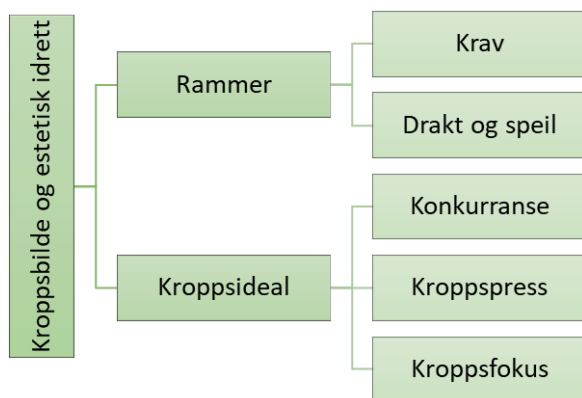 Kroppsbilde og estetisk idrett
Rammer
Krav
Drakt og speil
Kroppsideal
Konkurranse
Kroppspress
Kroppsfokus